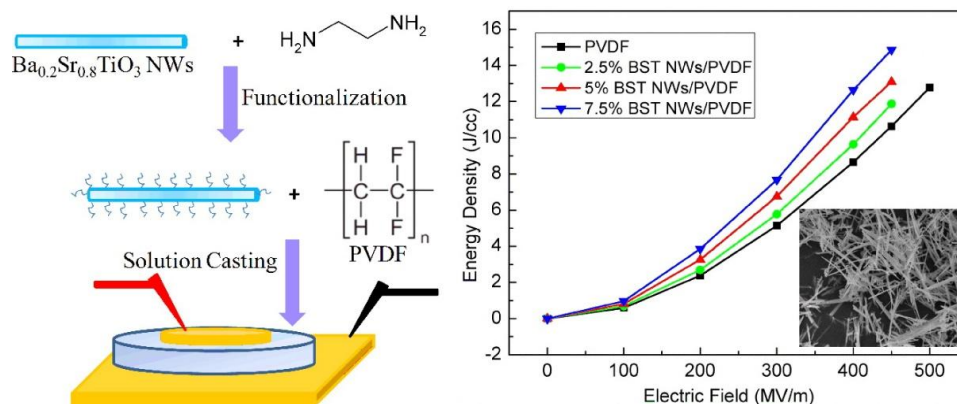 H₂N
NH₂
+
Ba₀.₂Sr₀.₈TiO₃ NWs
Functionalization
+
H F
C C
H F
n
PVDF
Solution Casting
PVDF
2.5% BST NWs/PVDF
5% BST NWs/PVDF
7.5% BST NWs/PVDF
Energy Density (J/cc)
16
14
12
10
8
6
4
2
0
-2
0 100 200 300 400 500
Electric Field (MV/m)